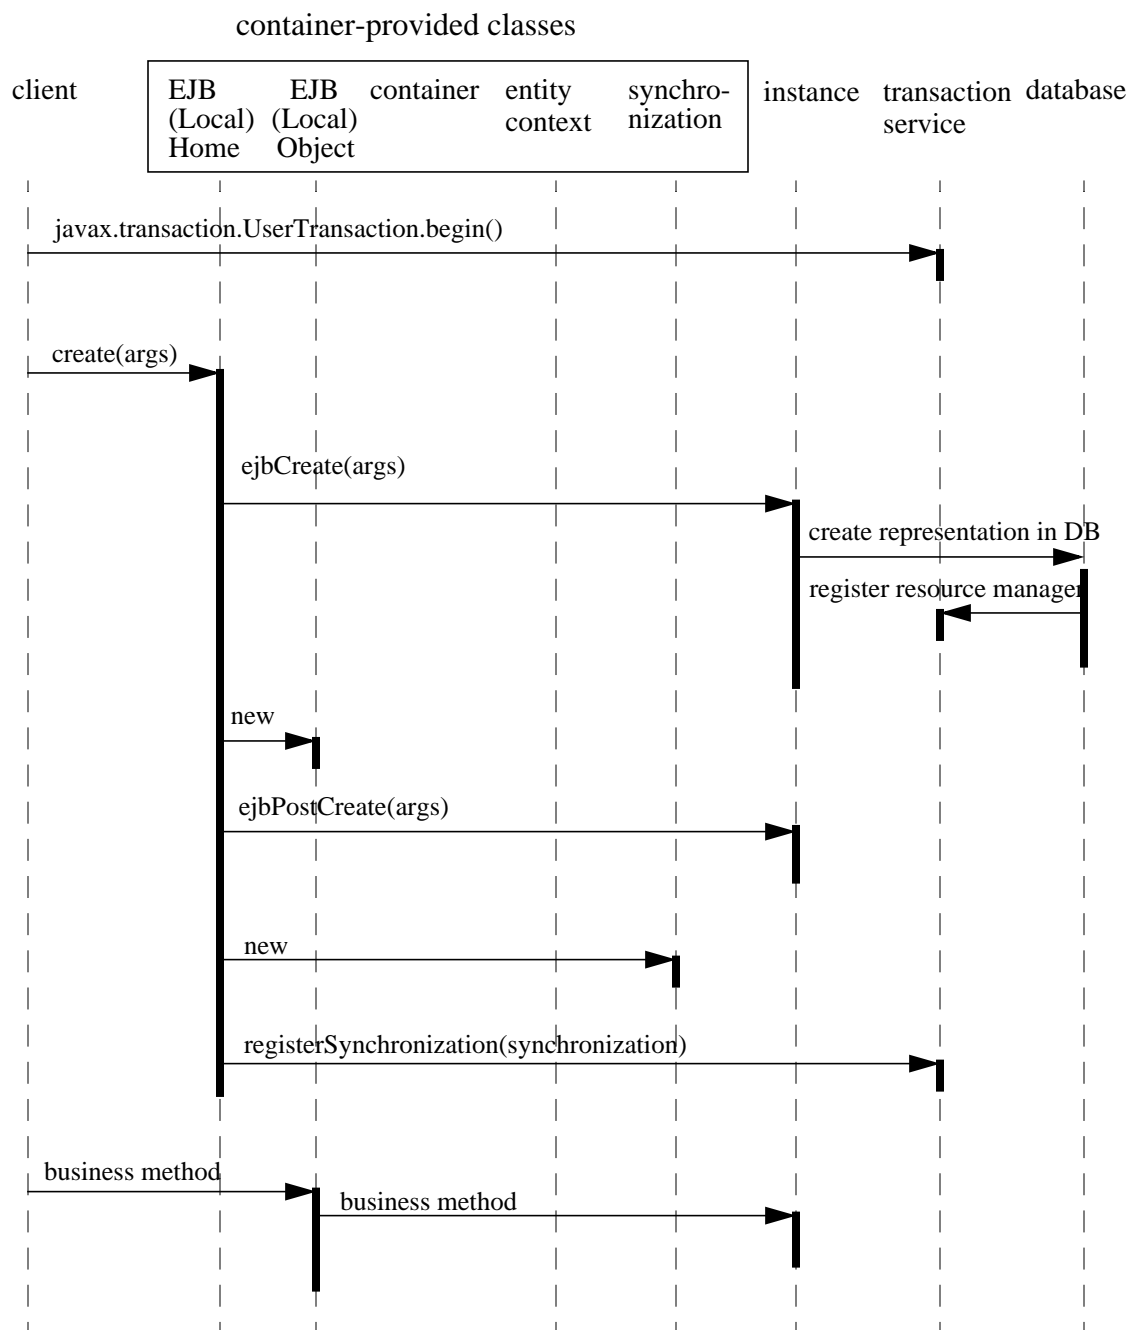 container-provided classes
client
EJB
(Local)
Home
EJB
(Local)
Object
container
entity
context
synchro-
nization
instance
transaction
service
database
javax.transaction.UserTransaction.begin()
create(args)
ejbCreate(args)
create representation in DB
register resource manager
new
ejbPostCreate(args)
new
registerSynchronization(synchronization)
business method
business method